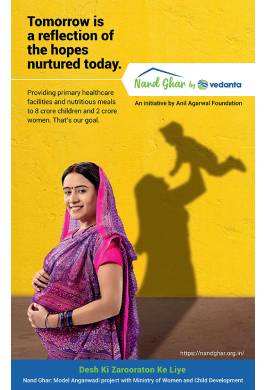 Tomorrow is
a reflection of
the hopes
nurtured today.
Nand Ghar by vedanta
An initiative by Anil Agarwal Foundation
Providing primary healthcare
facilities and nutritious meals
to 8 crore children and 2 crore
women. That's our goal.
https://nandghar.org.in/
Desh Ki Zarooraton Ke Liye
Nand Ghar: Model Anganwadi project with Ministry of Women and Child Development